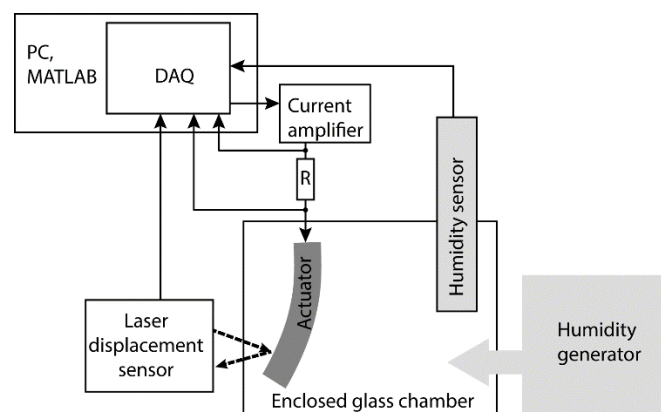 PC,
MATLAB
DAQ
Current
amplifier
R
Humidity sensor
Actuator
Laser
displacement
sensor
Humidity
generator
Enclosed glass chamber